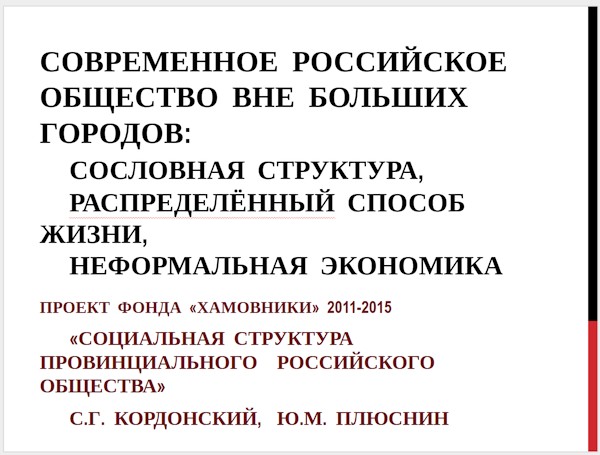 СОВРЕМЕННОЕ РОССИЙСКОЕ
ОБЩЕСТВО ВНЕ БОЛЬШИХ
ГОРОДОВ:
СОСЛОВНАЯ СТРУКТУРА,
РАСПРЕДЕЛЁННЫЙ СПОСОБ
ЖИЗНИ,
НЕФОРМАЛЬНАЯ ЭКОНОМИКА
ПРОЕКТ ФОНДА «ХАМОВНИКИ» 2011-2015
«СОЦИАЛЬНАЯ СТРУКТУРА
ПРОВИНЦИАЛЬНОГО РОССИЙСКОГО
ОБЩЕСТВА»
С.Г. КОРДОНСКИЙ, Ю.М. ПЛЮСНИН